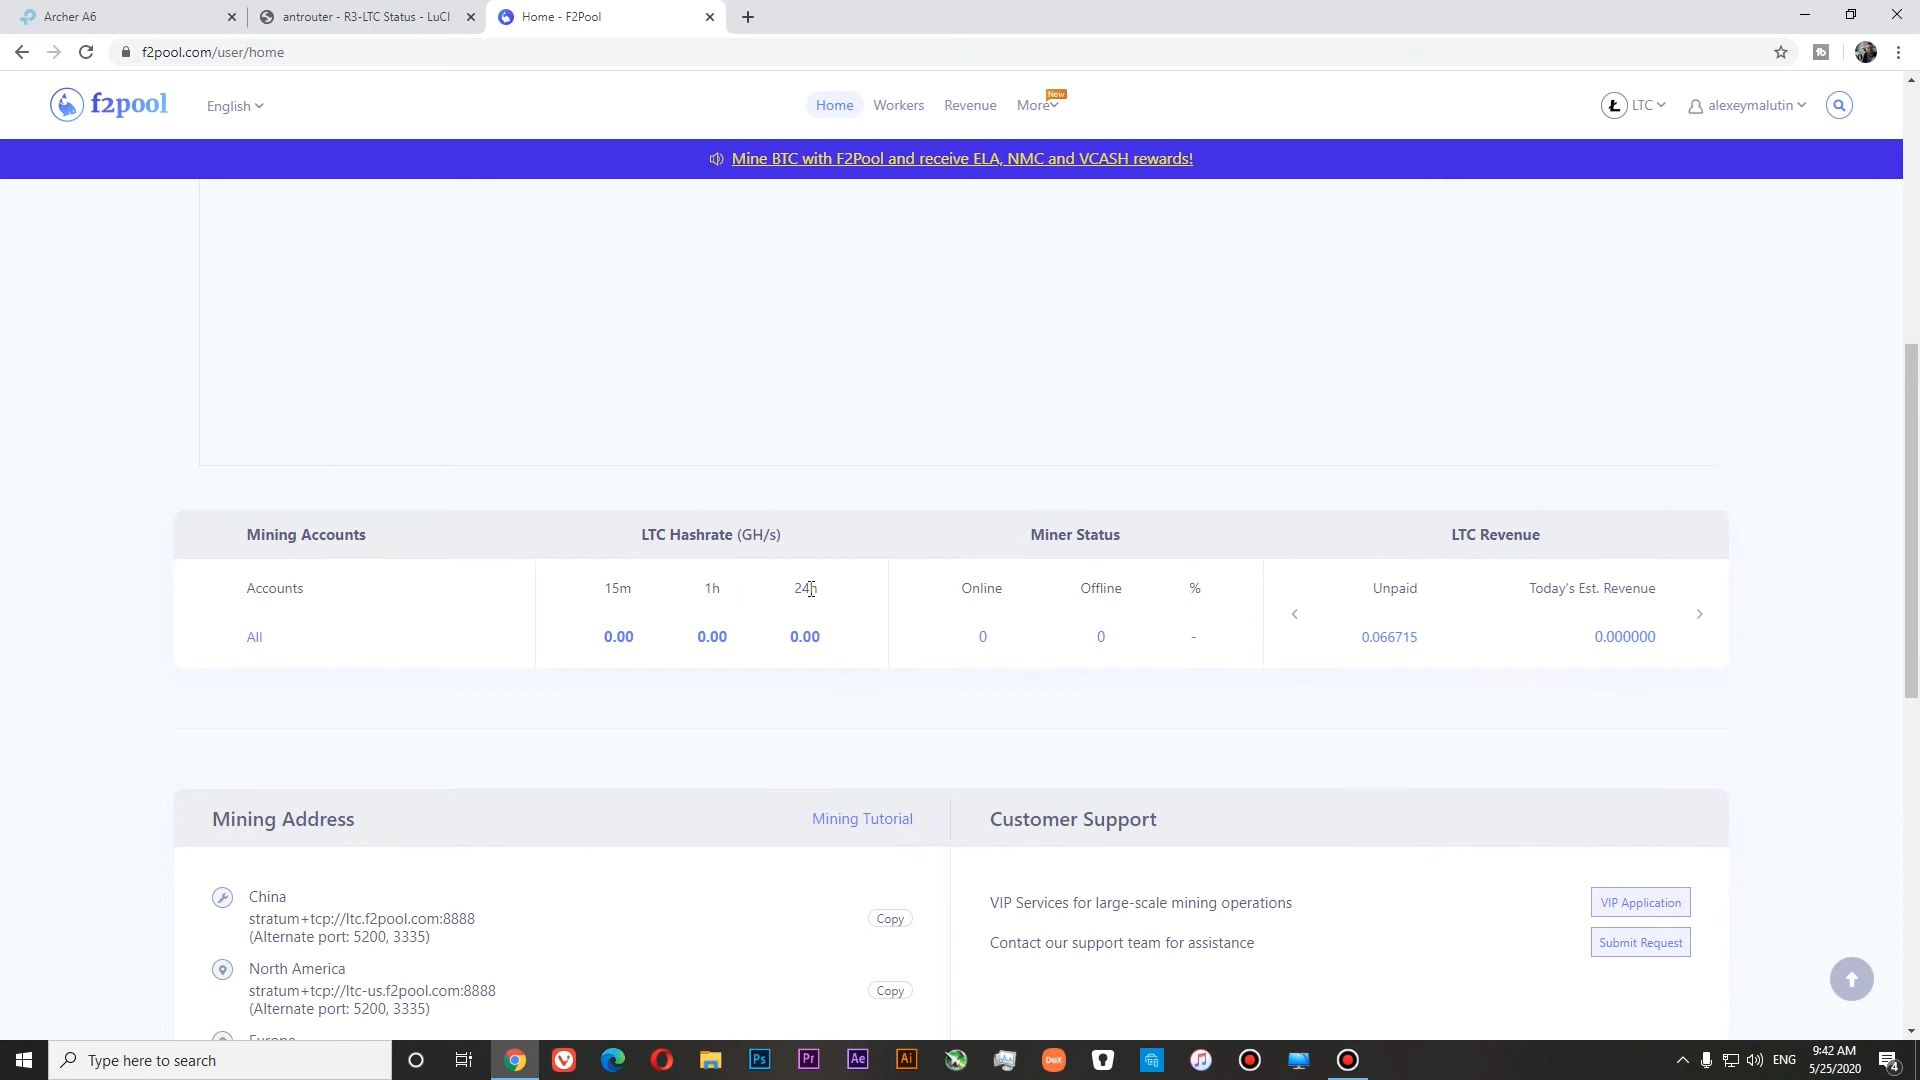 Archer A6
antrouter - R3-LTC Status - LuCI
Home - F2Pool
f2pool.com/user/home
f2pool
English
Home
Workers
Revenue
More
New
LTC
alexeymalutin
Mine BTC with F2Pool and receive ELA, NMC and VCASH rewards!
Mining Accounts
LTC Hashrate (GH/s)
Miner Status
LTC Revenue
Accounts
15m
1h
24h
Online
Offline
%
Unpaid
Today's Est. Revenue
All
0.00
0.00
0.00
0
0
-
0.066715
0.000000
Mining Address
Mining Tutorial
Customer Support
China
stratum+tcp://ltc.f2pool.com:8888
(Alternate port: 5200, 3335)
Copy
North America
stratum+tcp://ltc-us.f2pool.com:8888
(Alternate port: 5200, 3335)
Copy
Europe
VIP Services for large-scale mining operations
VIP Application
Contact our support team for assistance
Submit Request
Type here to search
Ps
Pr
Ae
Ai
DeX
ENG
9:42 AM
5/25/2020
4